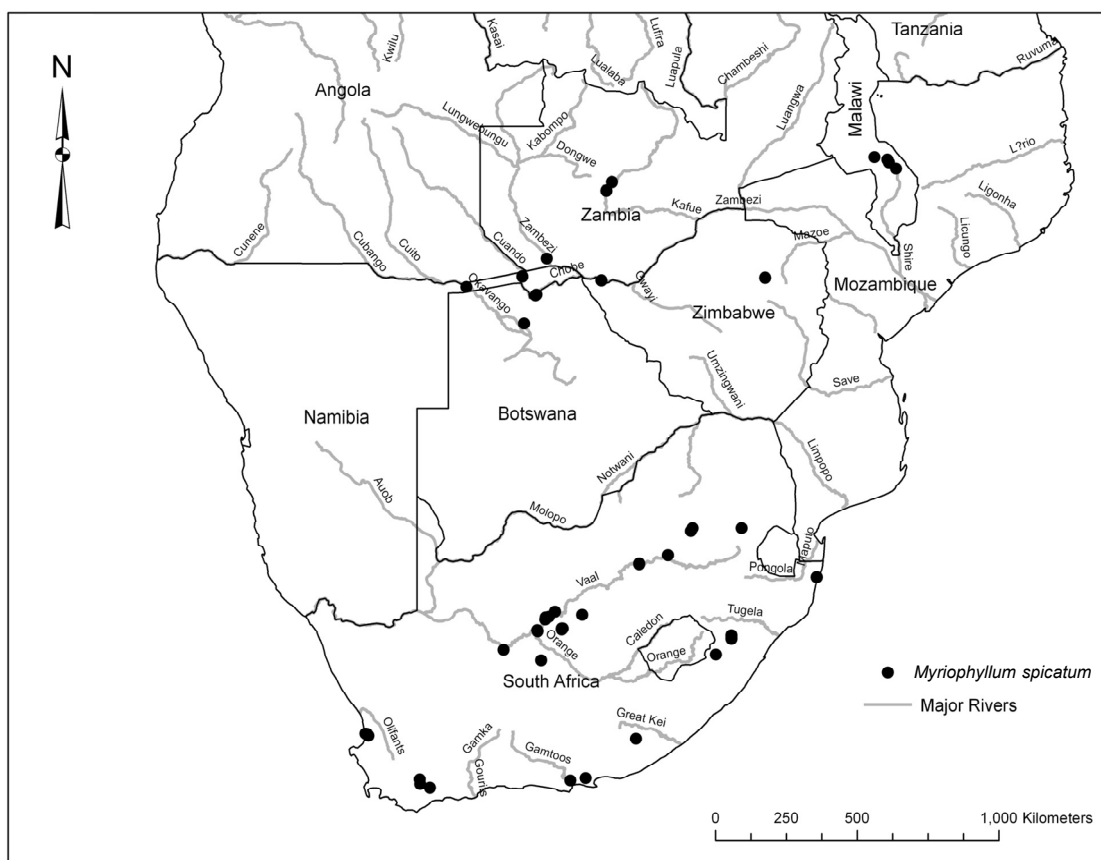 Tanzania
Kwilu
Kasai
Lualaba
Lufira
Luapula
Chambeshi
Ruvuma
N
Angola
Malawi
Luangwa
Lungwebungu
Kabompo
Dongwe
L?rio
Ligonha
Licungo
Zambia
Kafue
Zambezi
Zambezi
Cunene
Cubango
Cuito
Cuando
Chobe
Okavango
Gwayi
Mazoe
Shire
Mozambique
Zimbabwe
Umzingwani
Save
Namibia
Botswana
Auob
Notwani
Limpopo
Molopo
Maputo
Pongola
Vaal
Tugela
Caledon
Orange
Orange
South Africa
Myriophyllum spicatum
Major Rivers
Great Kei
Olifants
Gamka
Gourits
Gamtoos
0 250 500 1,000 Kilometers